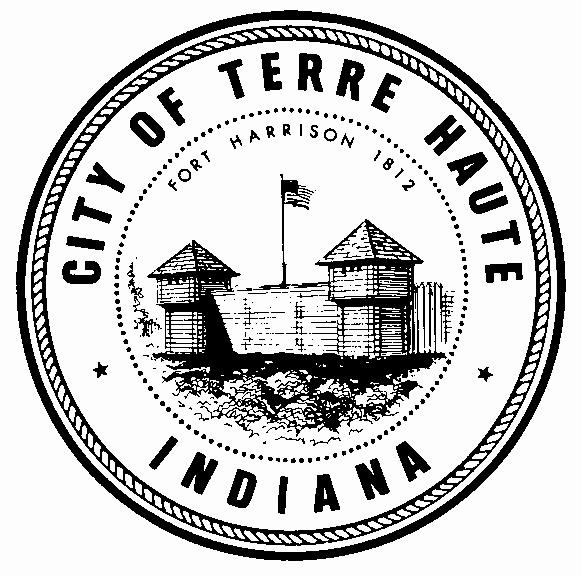 CITY OF TERRE HAUTE
FORT HARRISON 1812
INDIANA